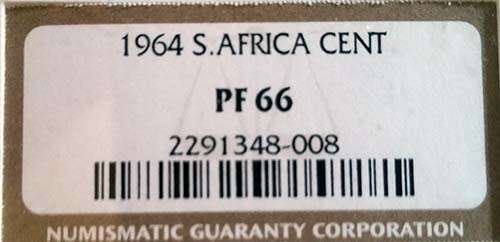 1964 S.AFRICA CENT
PF 66
2291348-008
NUMISMATIC GUARANTY CORPORATION